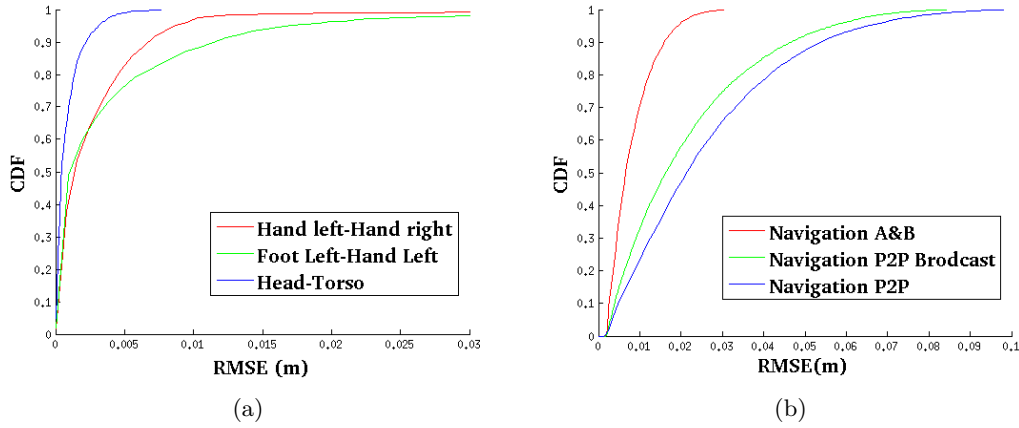 1
0.9
0.8
0.7
0.6
0.5
0.4
0.3
0.2
0.1
0
CDF
0 0.005 0.01 0.015 0.02 0.025 0.03
RMSE (m)
Hand left-Hand right
Foot Left-Hand Left
Head-Torso
(a)
1
0.9
0.8
0.7
0.6
0.5
0.4
0.3
0.2
0.1
0
CDF
0 0.01 0.02 0.03 0.04 0.05 0.06 0.07 0.08 0.09 0.1
RMSE(m)
Navigation A&B
Navigation P2P Brodcast
Navigation P2P
(b)